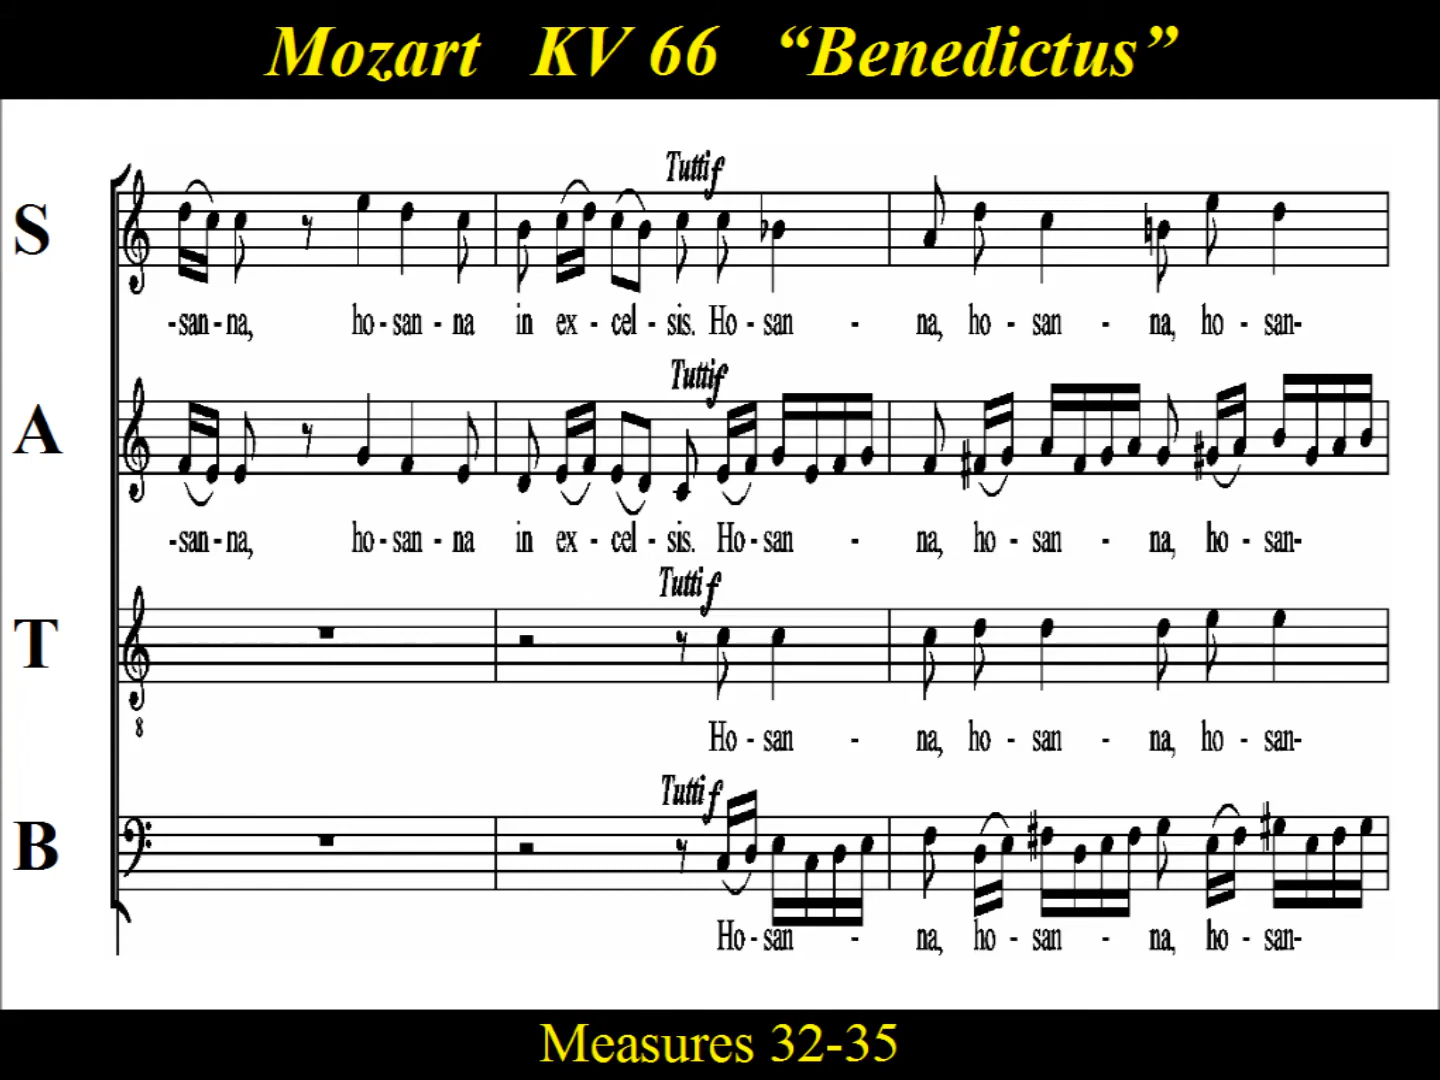 Mozart KV 66 “Benedictus”
Tutti f
S
-san-na, ho-san-na in ex-cel-sis. Ho-san - na, ho-san - na, ho-san-
Tutti f
A
-san-na, ho-san-na in ex-cel-sis. Ho-san - na, ho-san - na, ho-san-
Tutti f
T
8
Ho-san - na, ho-san - na, ho-san-
Tutti f
B
Ho-san - na, ho-san - na, ho-san-
Measures 32-35